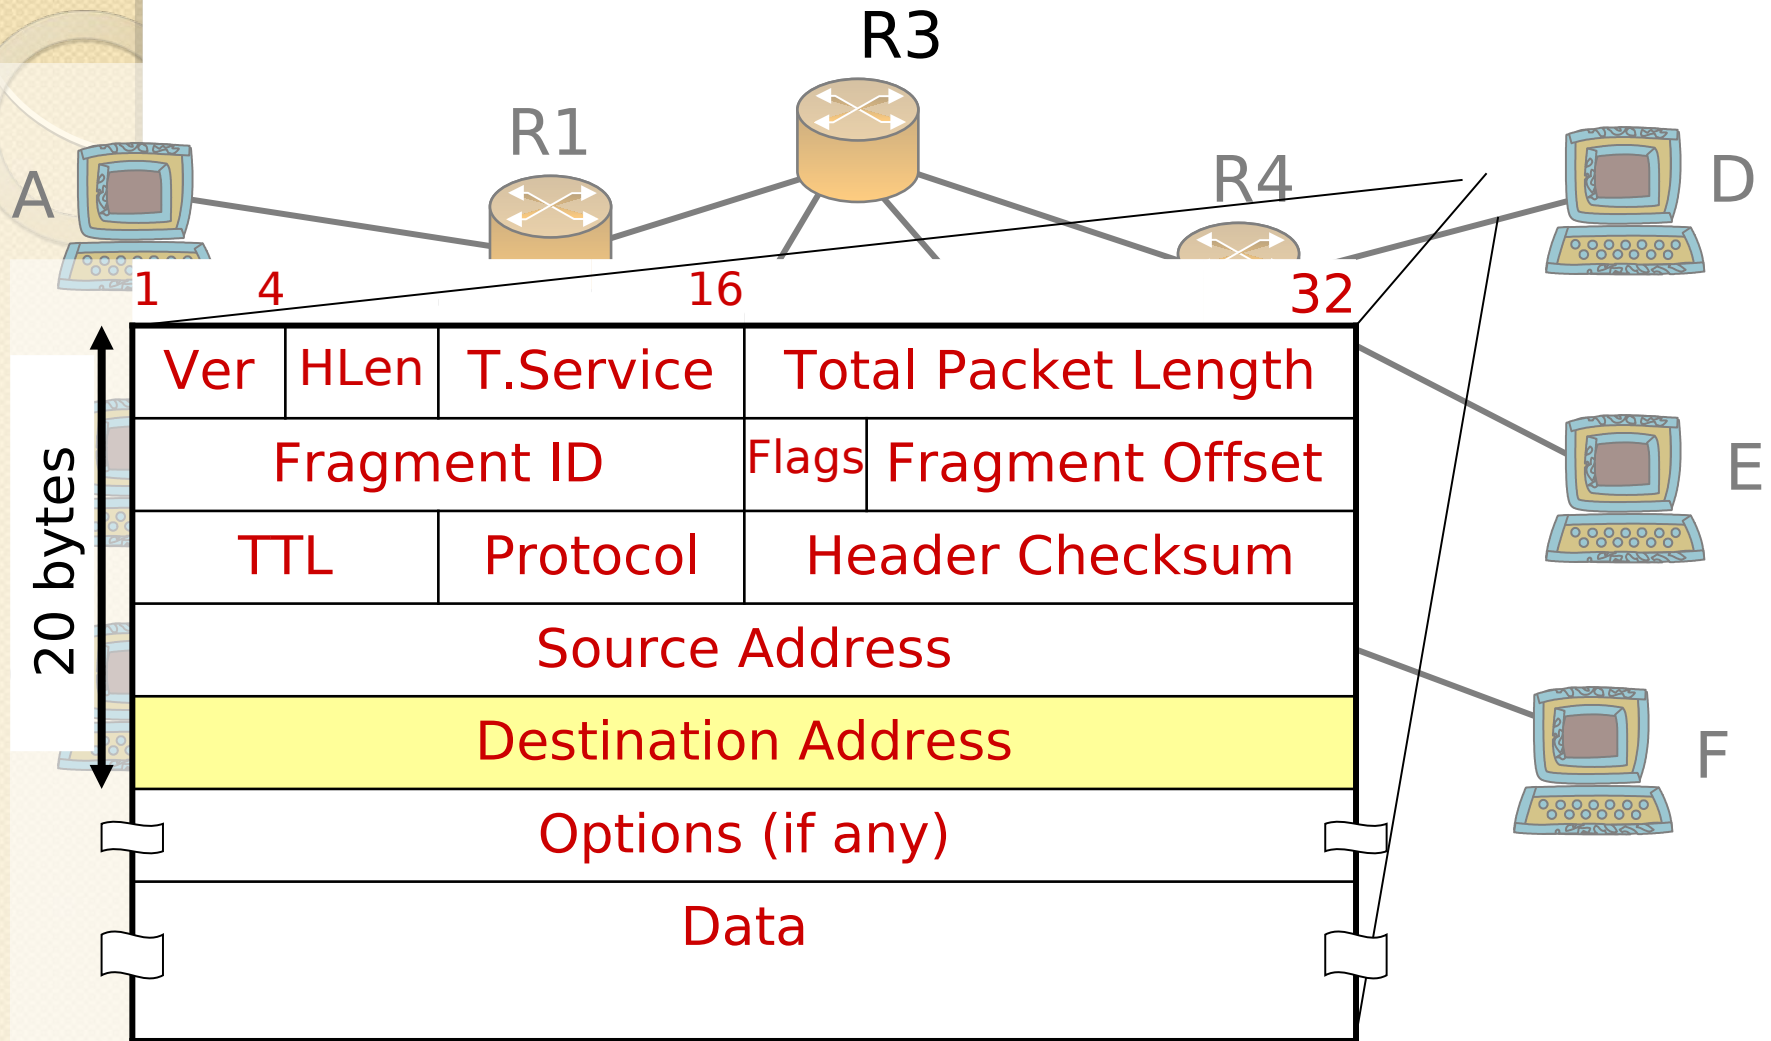 R3
R1
R4
A
D
1 4 16 32
Ver HLen T.Service Total Packet Length
Fragment ID Flags Fragment Offset
E
TTL Protocol Header Checksum
20 bytes
Source Address
Destination Address
F
Options (if any)
Data